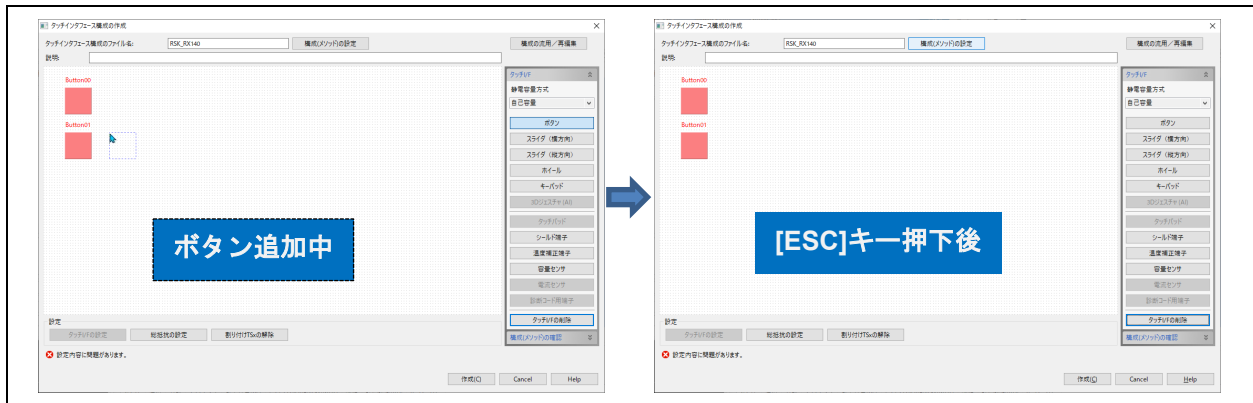 タッチインタフェース構成の作成
タッチインタフェース構成のファイル名: RSK_RX140 構成(メソッド)の設定 構成の流用／再編集
説明:
Button00
Button01
タッチI/F
静電容量方式
自己容量
ボタン
スライダ（横方向）
スライダ（縦方向）
ホイール
キーパッド
3Dジェスチャ (AI)
タッチパッド
シールド端子
温度補正端子
容量センサ
電流センサ
診断コード用端子
タッチI/Fの削除
構成(メソッド)の確認
ボタン追加中
設定
タッチI/Fの設定 総抵抗の設定 割り付けTSxの解除
設定内容に問題があります。
作成(C) Cancel Help
タッチインタフェース構成の作成
タッチインタフェース構成のファイル名: RSK_RX140 構成(メソッド)の設定 構成の流用／再編集
説明:
Button00
Button01
タッチI/F
静電容量方式
自己容量
ボタン
スライダ（横方向）
スライダ（縦方向）
ホイール
キーパッド
3Dジェスチャ (AI)
タッチパッド
シールド端子
温度補正端子
容量センサ
電流センサ
診断コード用端子
タッチI/Fの削除
構成(メソッド)の確認
[ESC]キー押下後
設定
タッチI/Fの設定 総抵抗の設定 割り付けTSxの解除
設定内容に問題があります。
作成(C) Cancel Help